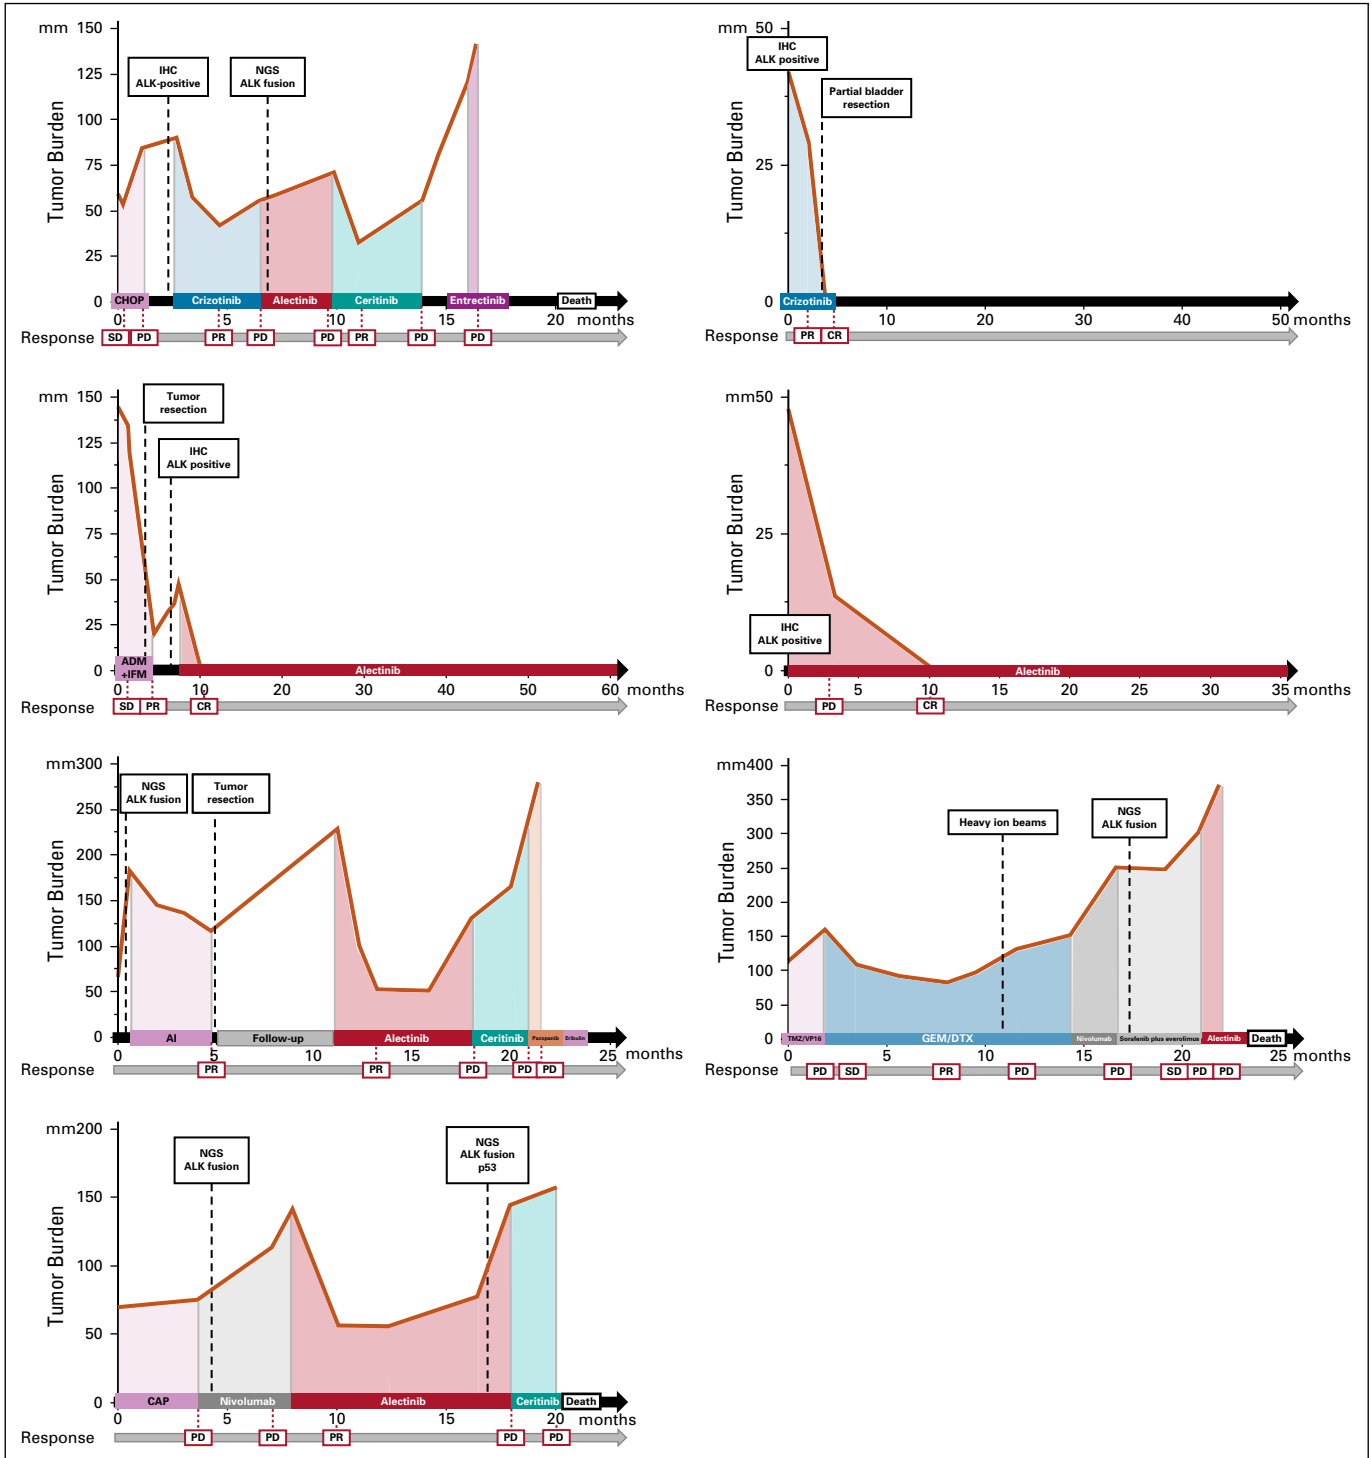 mm 150
125
100
75
50
25
0
Tumor Burden
IHC
ALK-positive
NGS
ALK fusion
CHOP
Crizotinib
Alectinib
Ceritinib
Entrectinib
Death
0 5 10 15 20 months
Response SD PD PR PD PD PR PD PD
mm 50
25
0
Tumor Burden
IHC
ALK positive
Partial bladder
resection
Crizotinib
0 10 20 30 40 50 months
Response PR CR
mm 150
125
100
75
50
25
0
Tumor Burden
Tumor
resection
IHC
ALK positive
ADM
+IFM
Alectinib
0 10 20 30 40 50 60 months
Response SD PR CR
mm50
25
0
Tumor Burden
IHC
ALK positive
Alectinib
0 5 10 15 20 25 30 35 months
Response PD CR
mm300
250
200
150
100
50
0
Tumor Burden
NGS
ALK fusion
Tumor
resection
AI
Follow-up
Alectinib
Ceritinib
Pazopanib
Eribulin
0 5 10 15 20 25 months
Response PR PR PD PD PD
mm400
350
300
250
200
150
100
50
0
Tumor Burden
Heavy ion beams
NGS
ALK fusion
TMZ/VP16
GEM/DTX
Nivolumab
Sorafenib plus everolimus
Alectinib
Death
0 5 10 15 20 25 months
Response PD SD PR PD PD SD PD PD
mm200
150
100
50
0
Tumor Burden
NGS
ALK fusion
NGS
ALK fusion
p53
CAP
Nivolumab
Alectinib
Ceritinib
Death
0 5 10 15 20 months
Response PD PD PR PD PD